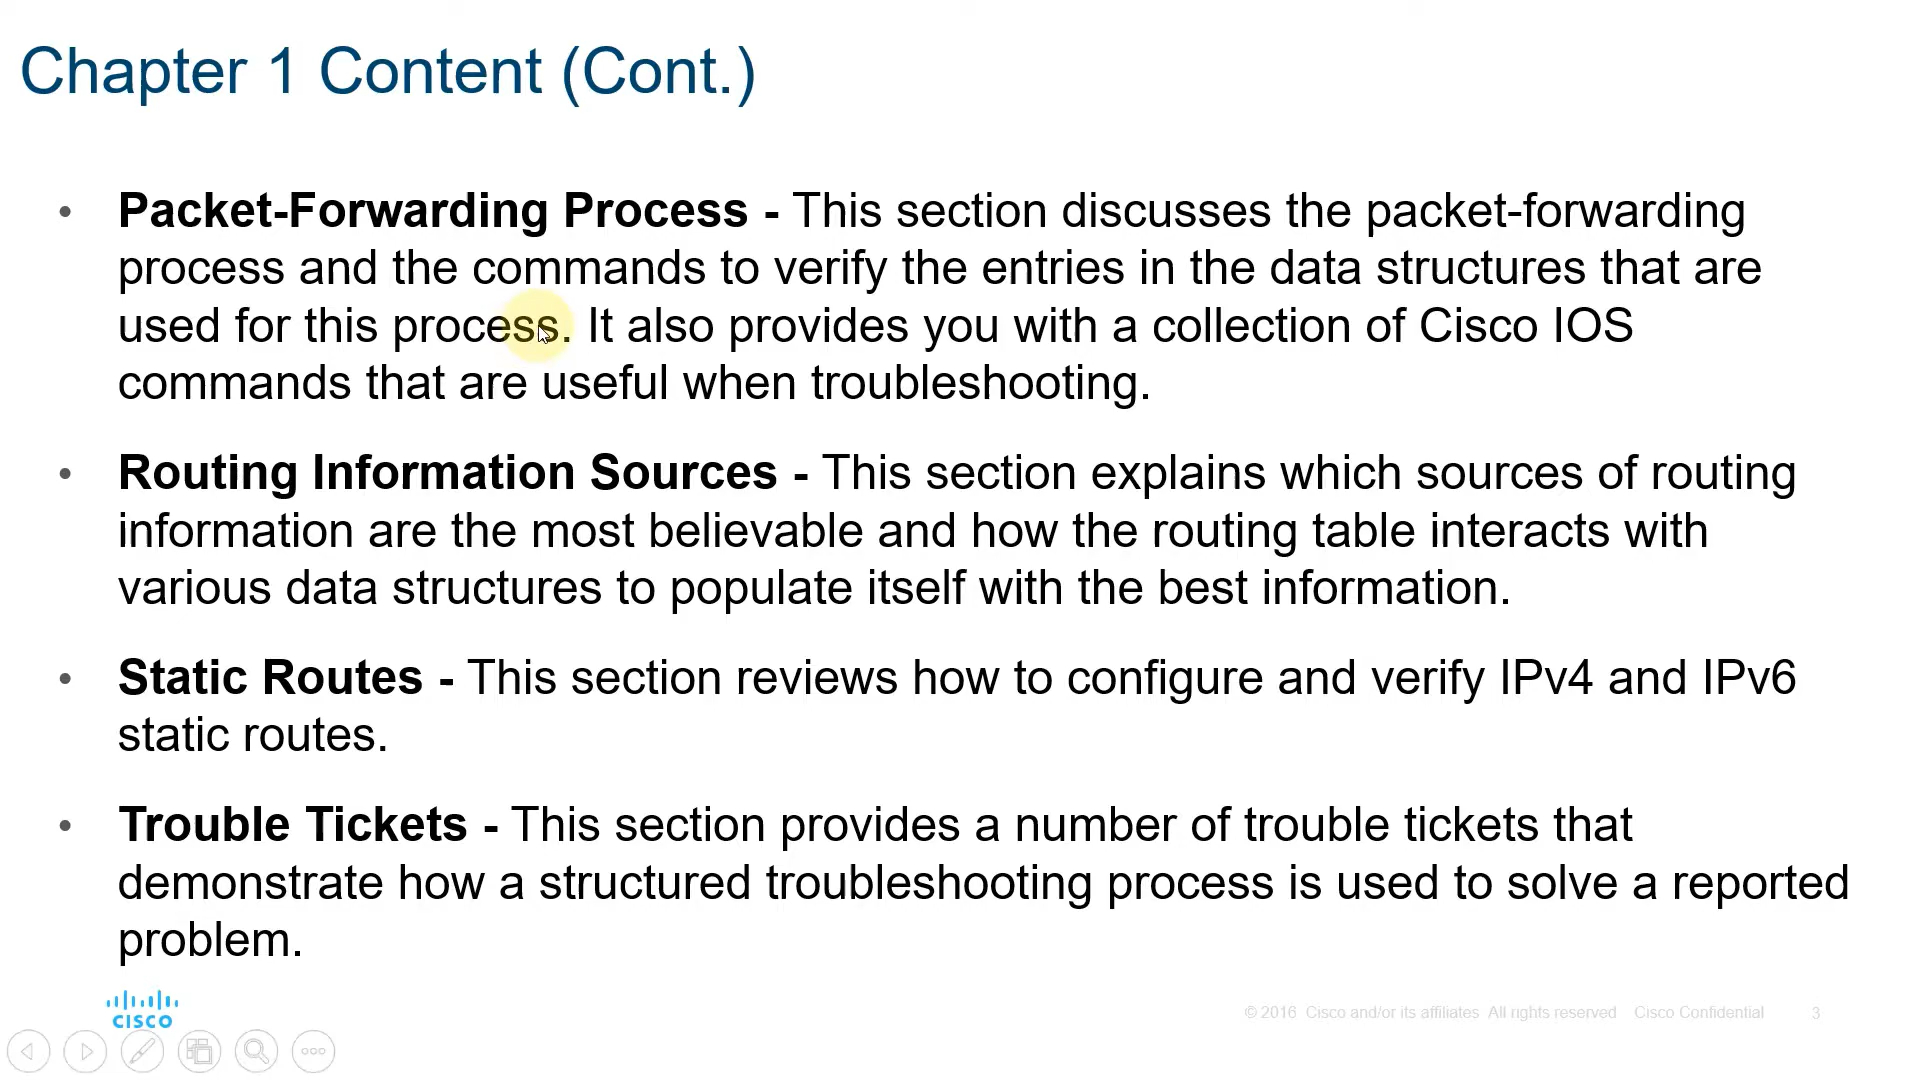 Chapter 1 Content (Cont.)
• Packet-Forwarding Process - This section discusses the packet-forwarding
process and the commands to verify the entries in the data structures that are
used for this process. It also provides you with a collection of Cisco IOS
commands that are useful when troubleshooting.
• Routing Information Sources - This section explains which sources of routing
information are the most believable and how the routing table interacts with
various data structures to populate itself with the best information.
• Static Routes - This section reviews how to configure and verify IPv4 and IPv6
static routes.
• Trouble Tickets - This section provides a number of trouble tickets that
demonstrate how a structured troubleshooting process is used to solve a reported
problem.
CISCO
© 2016 Cisco and/or its affiliates All rights reserved Cisco Confidential 3